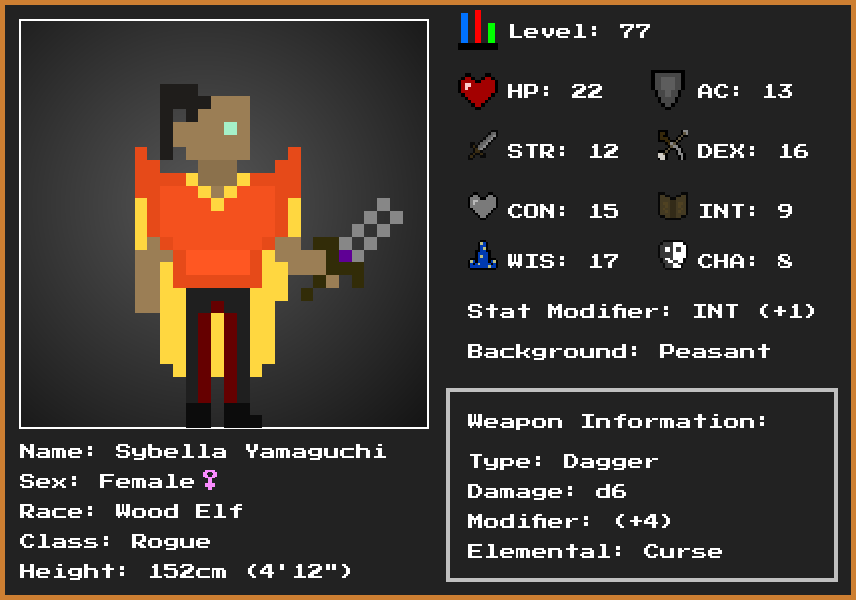 Level: 77
HP: 22 AC: 13
STR: 12 DEX: 16
CON: 15 INT: 9
WIS: 17 CHA: 8
Stat Modifier: INT (+1)
Background: Peasant
Weapon Information:
Type: Dagger
Damage: d6
Modifier: (+4)
Elemental: Curse
Name: Sybella Yamaguchi
Sex: Female♀
Race: Wood Elf
Class: Rogue
Height: 152cm (4'12")